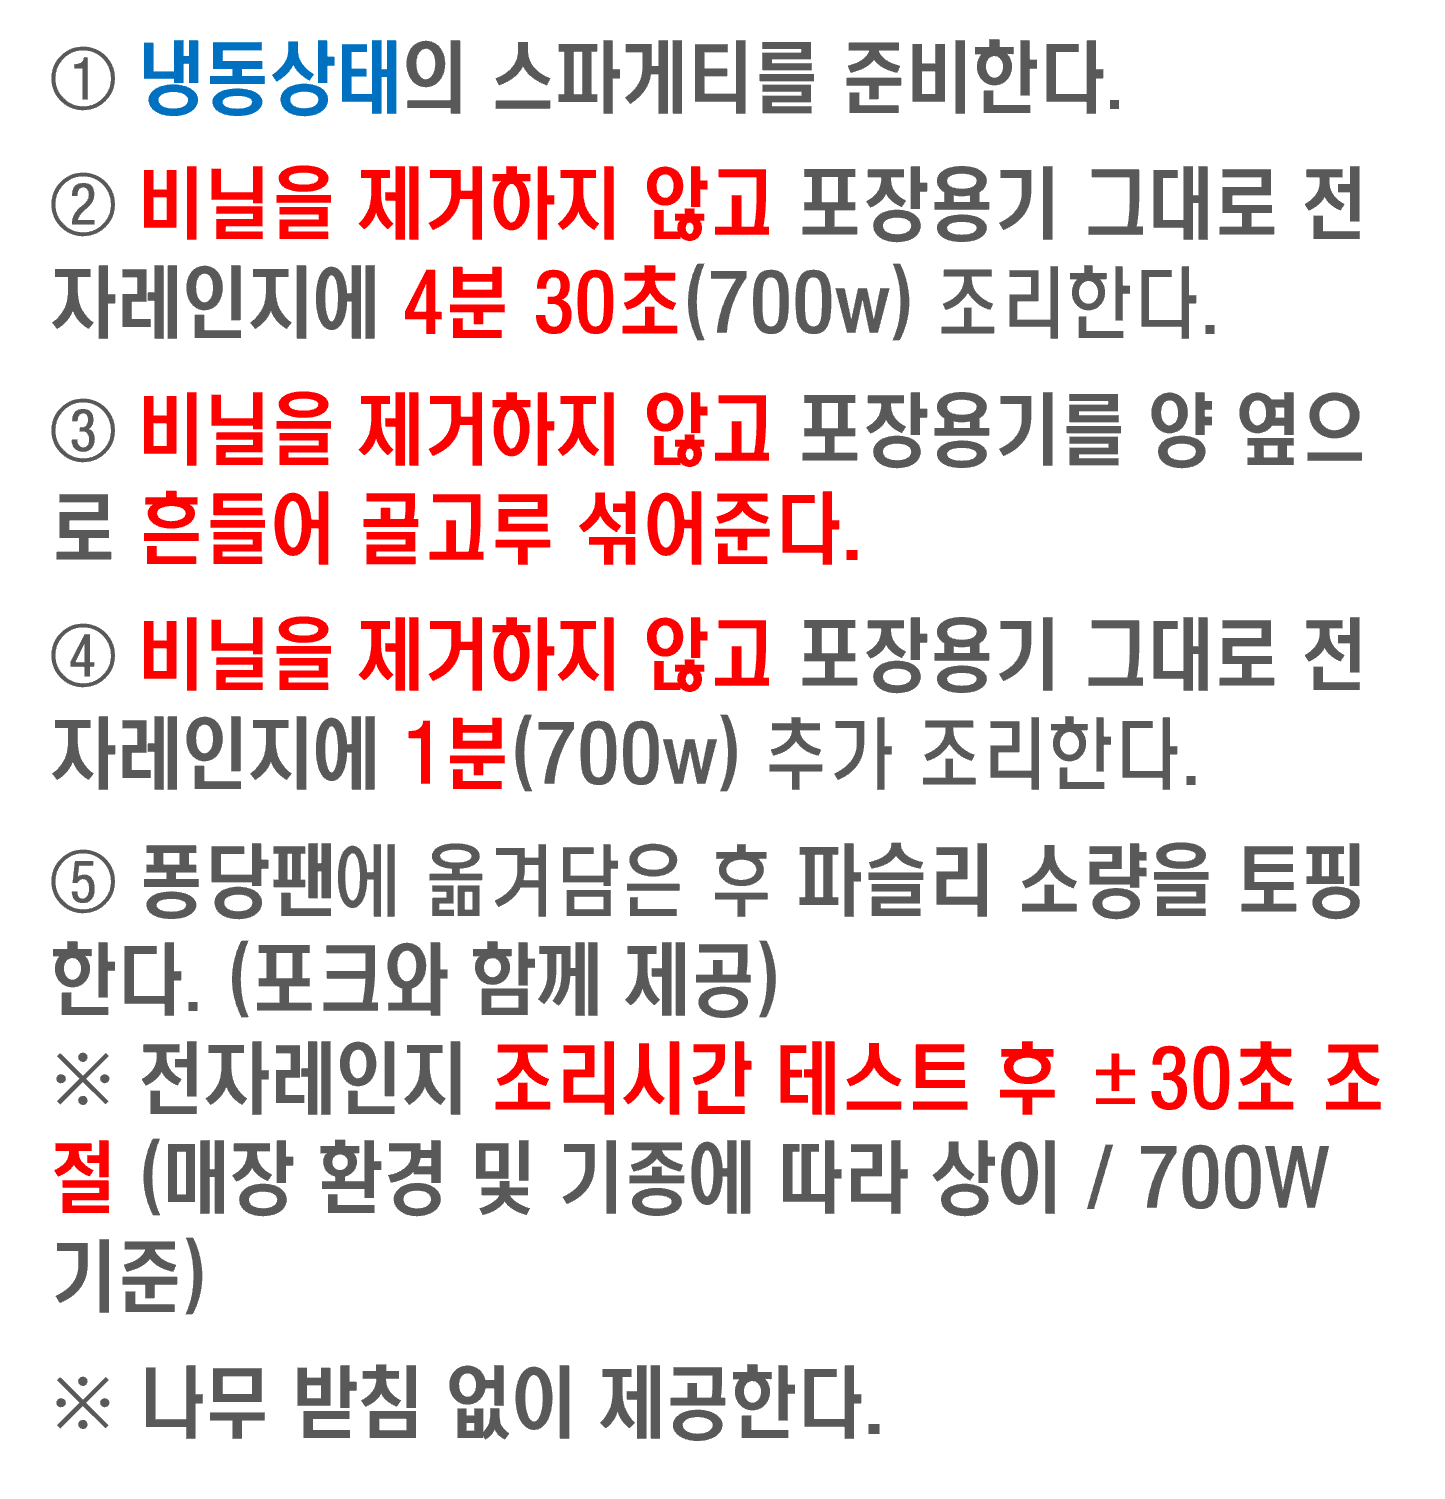 ① 냉동상태의 스파게티를 준비한다.
② 비닐을 제거하지 않고 포장용기 그대로 전
자레인지에 4분 30초(700w) 조리한다.
③ 비닐을 제거하지 않고 포장용기를 양 옆으
로 흔들어 골고루 섞어준다.
④ 비닐을 제거하지 않고 포장용기 그대로 전
자레인지에 1분(700w) 추가 조리한다.
⑤ 퐁당팬에 옮겨담은 후 파슬리 소량을 토핑
한다. (포크와 함께 제공)
※ 전자레인지 조리시간 테스트 후 ±30초 조
절 (매장 환경 및 기종에 따라 상이 / 700W
기준)
※ 나무 받침 없이 제공한다.